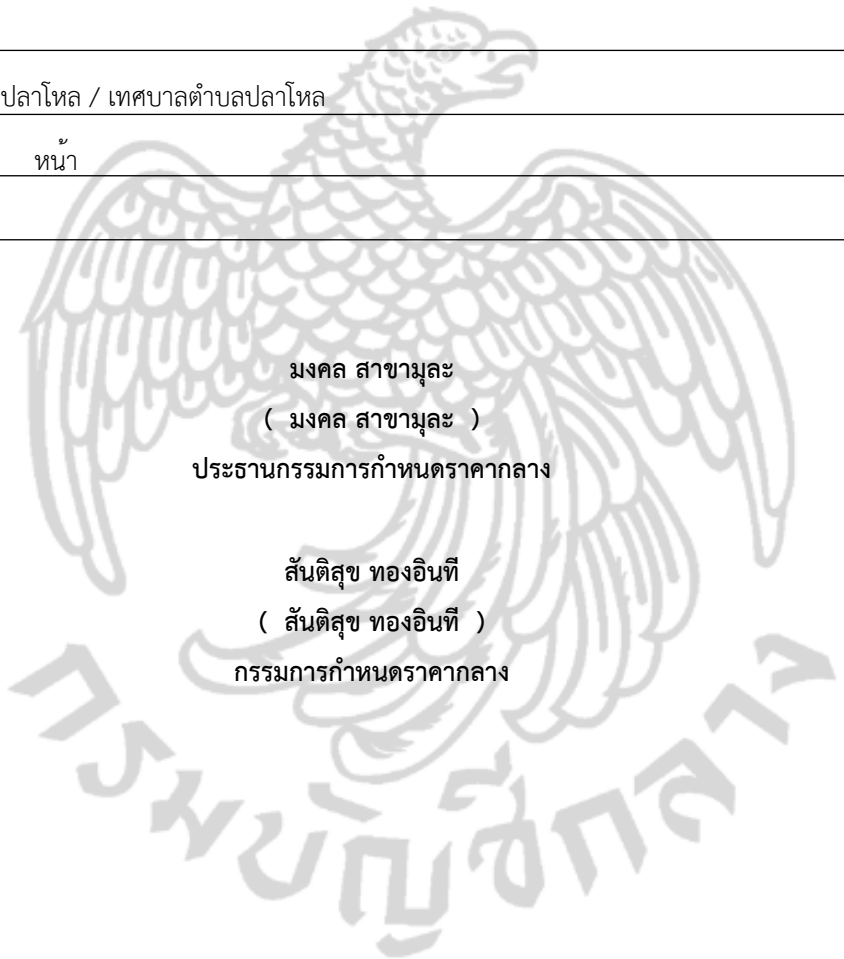 ปลาโหล / เทศบาลตำบลปลาโหล
หน้า
มงคล สาขามุละ
( มงคล สาขามุละ )
ประธานกรรมการกำหนดราคากลาง
สันติสุข ทองอินที
( สันติสุข ทองอินที )
กรรมการกำหนดราคากลาง
กรมบัญชีกลาง